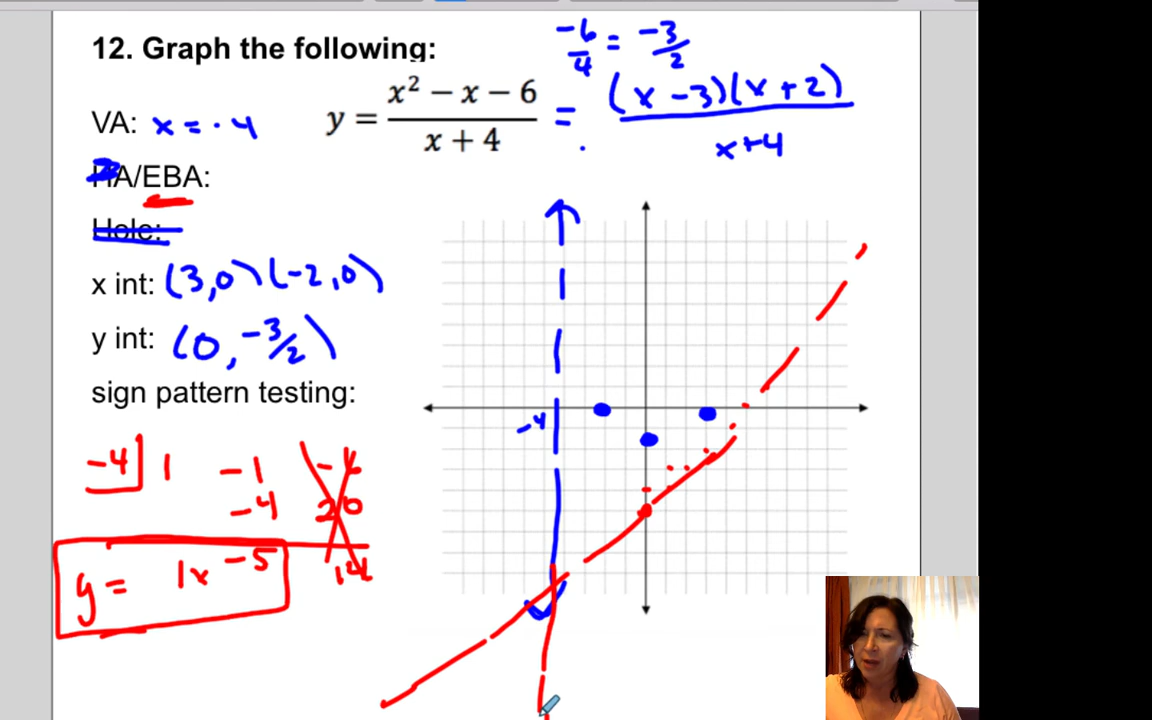 12. Graph the following:
-6/4 = -3/2
y = (x² − x − 6)/(x + 4) = (x -3)(x +2)/(x+4)
VA: x = -4
HA/EBA:
Hole:
x int: (3,0) (-2,0)
y int: (0, -3/2)
sign pattern testing:
-4
-4 1 -1 -6
-4 20
y = 1x -5 14